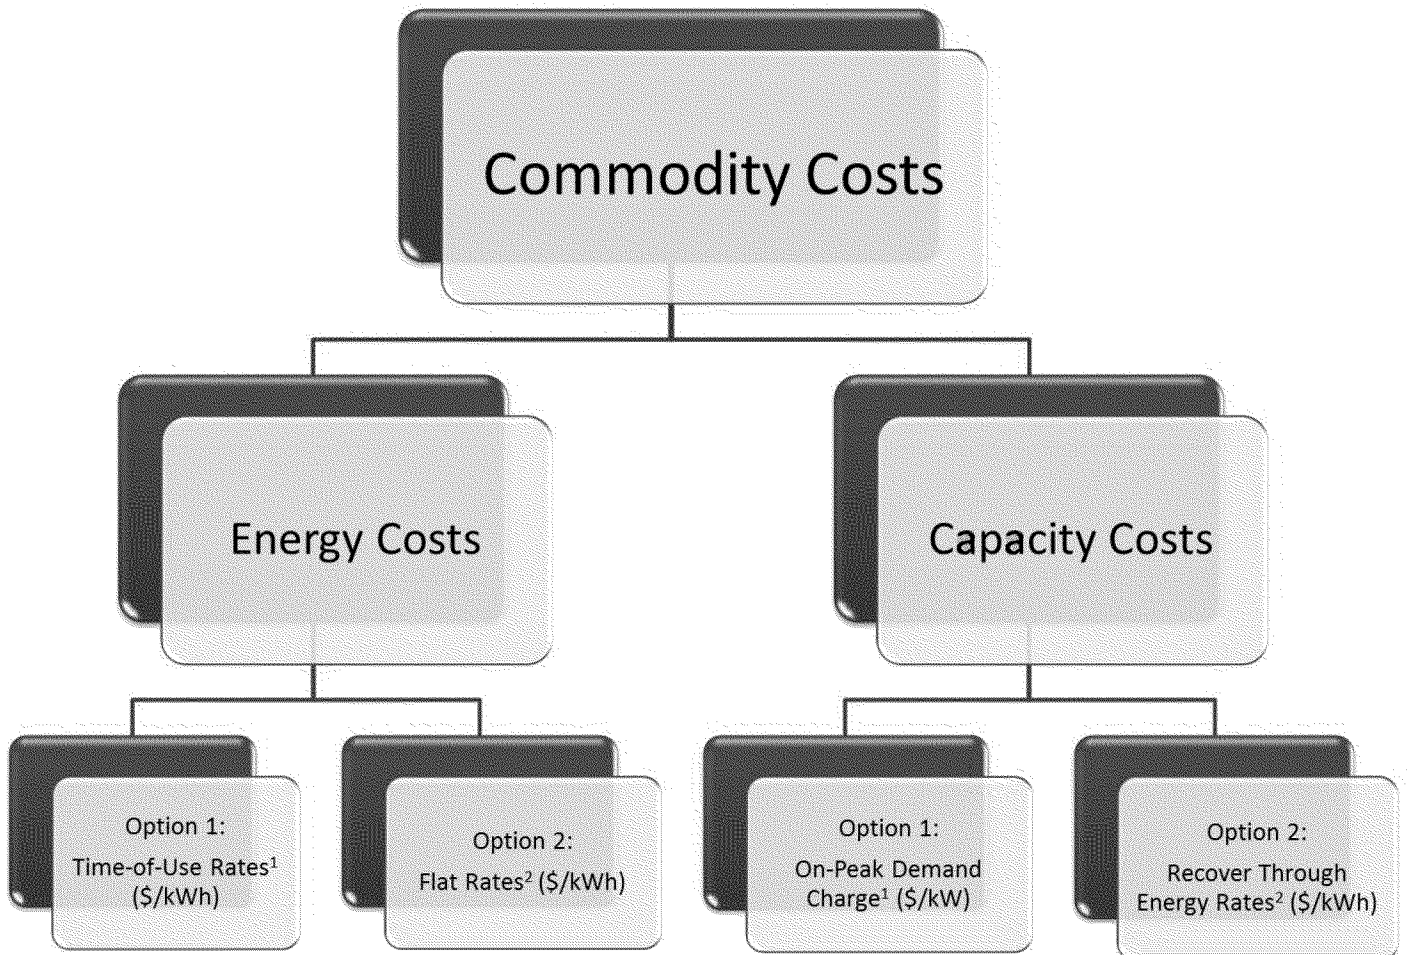 Commodity Costs
Energy Costs
Capacity Costs
Option 1:
Time-of-Use Rates¹
($/kWh)
Option 2:
Flat Rates² ($/kWh)
Option 1:
On-Peak Demand
Charge¹ ($/kW)
Option 2:
Recover Through
Energy Rates² ($/kWh)